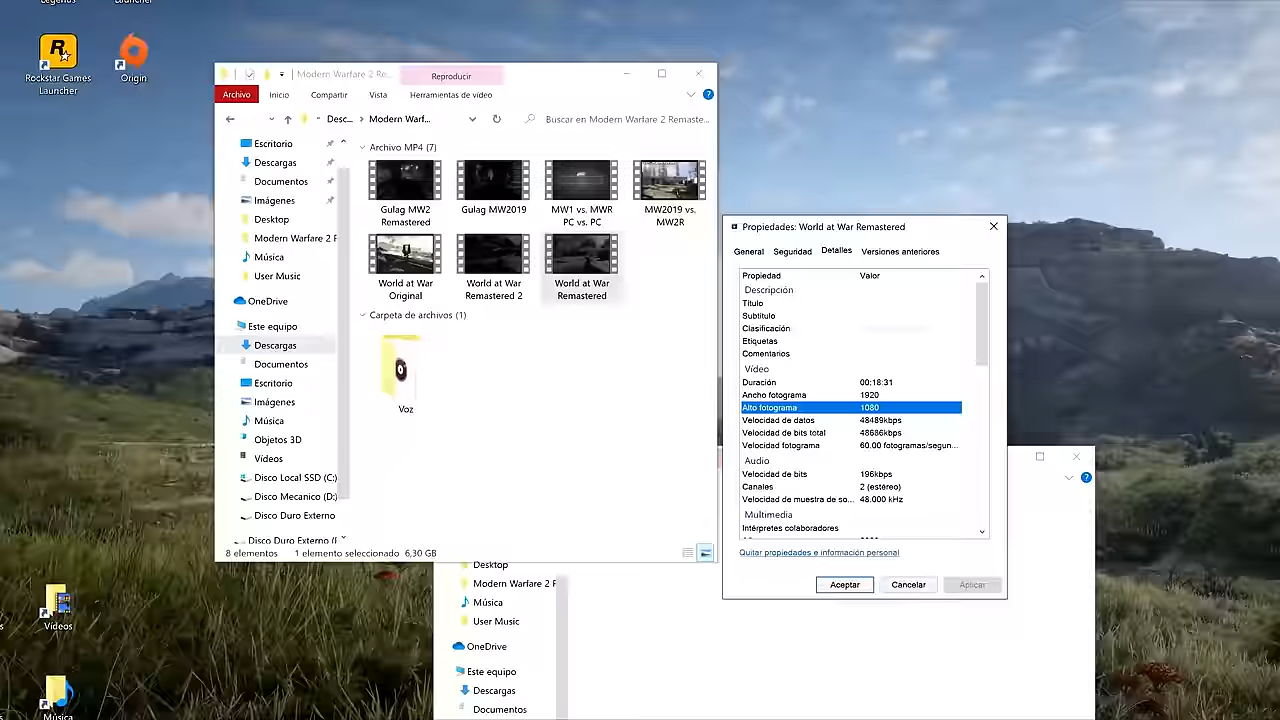 Legends
Launcher
Rockstar Games
Launcher
Origin
Modern Warfare 2 Re...
Reproducir
Archivo
Inicio
Compartir
Vista
Herramientas de vídeo
Desc...
Modern Warf...
Buscar en Modern Warfare 2 Remaste...
Escritorio
Descargas
Documentos
Imágenes
Desktop
Modern Warfare 2 F
Música
User Music
OneDrive
Este equipo
Descargas
Documentos
Escritorio
Imágenes
Música
Objetos 3D
Vídeos
Disco Local SSD (C:)
Disco Mecanico (D:)
Disco Duro Externo
Disco Duro Externo (F
Archivo MP4 (7)
Gulag MW2
Remastered
Gulag MW2019
MW1 vs. MWR
PC vs. PC
MW2019 vs.
MW2R
World at War
Original
World at War
Remastered 2
World at War
Remastered
Carpeta de archivos (1)
Voz
8 elementos
1 elemento seleccionado
6,30 GB
Propiedades: World at War Remastered
General
Seguridad
Detalles
Versiones anteriores
Propiedad
Valor
Descripción
Título
Subtítulo
Clasificación
Etiquetas
Comentarios
Vídeo
Duración 00:18:31
Ancho fotograma 1920
Alto fotograma 1080
Velocidad de datos 48489kbps
Velocidad de bits total 48686kbps
Velocidad fotograma 60.00 fotogramas/segun...
Audio
Velocidad de bits 196kbps
Canales 2 (estéreo)
Velocidad de muestra de so... 48.000 kHz
Multimedia
Intérpretes colaboradores
Quitar propiedades e información personal
Aceptar
Cancelar
Aplicar
Desktop
Modern Warfare 2 F
Música
User Music
OneDrive
Este equipo
Descargas
Documentos
Vídeos
Música